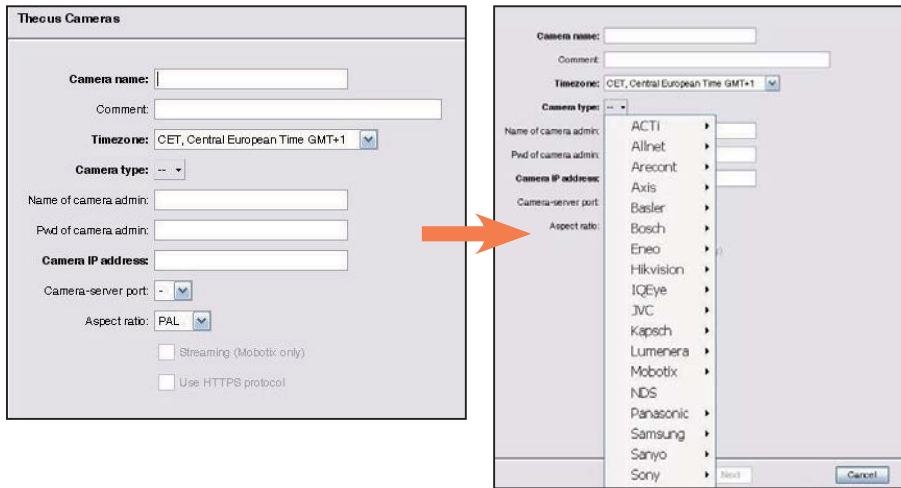 Thecus Cameras
Camera name:
Comment:
Timezone: CET, Central European Time GMT+1
Camera type: --
Name of camera admin:
Pwd of camera admin:
Camera IP address:
Camera-server port: -
Aspect ratio: PAL
Streaming (Mobotix only)
Use HTTPS protocol
Camera name:
Comment:
Timezone: CET, Central European Time GMT+1
Camera type: --
Name of camera admin:
Pwd of camera admin:
Camera IP address:
Camera-server port:
Aspect ratio:
ACTi
Allnet
Arecont
Axis
Basler
Bosch
Eneo
Hikvision
IQEye
JVC
Kapsch
Lumenera
Mobotix
NDS
Panasonic
Samsung
Sanyo
Sony
Next
Cancel